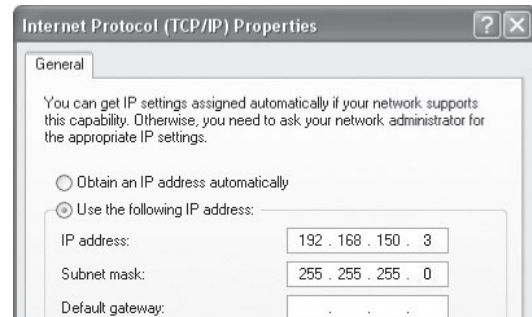 Internet Protocol (TCP/IP) Properties
General
You can get IP settings assigned automatically if your network supports
this capability. Otherwise, you need to ask your network administrator for
the appropriate IP settings.
Obtain an IP address automatically
Use the following IP address:
IP address: 192 . 168 . 150 . 3
Subnet mask: 255 . 255 . 255 . 0
Default gateway: . . .